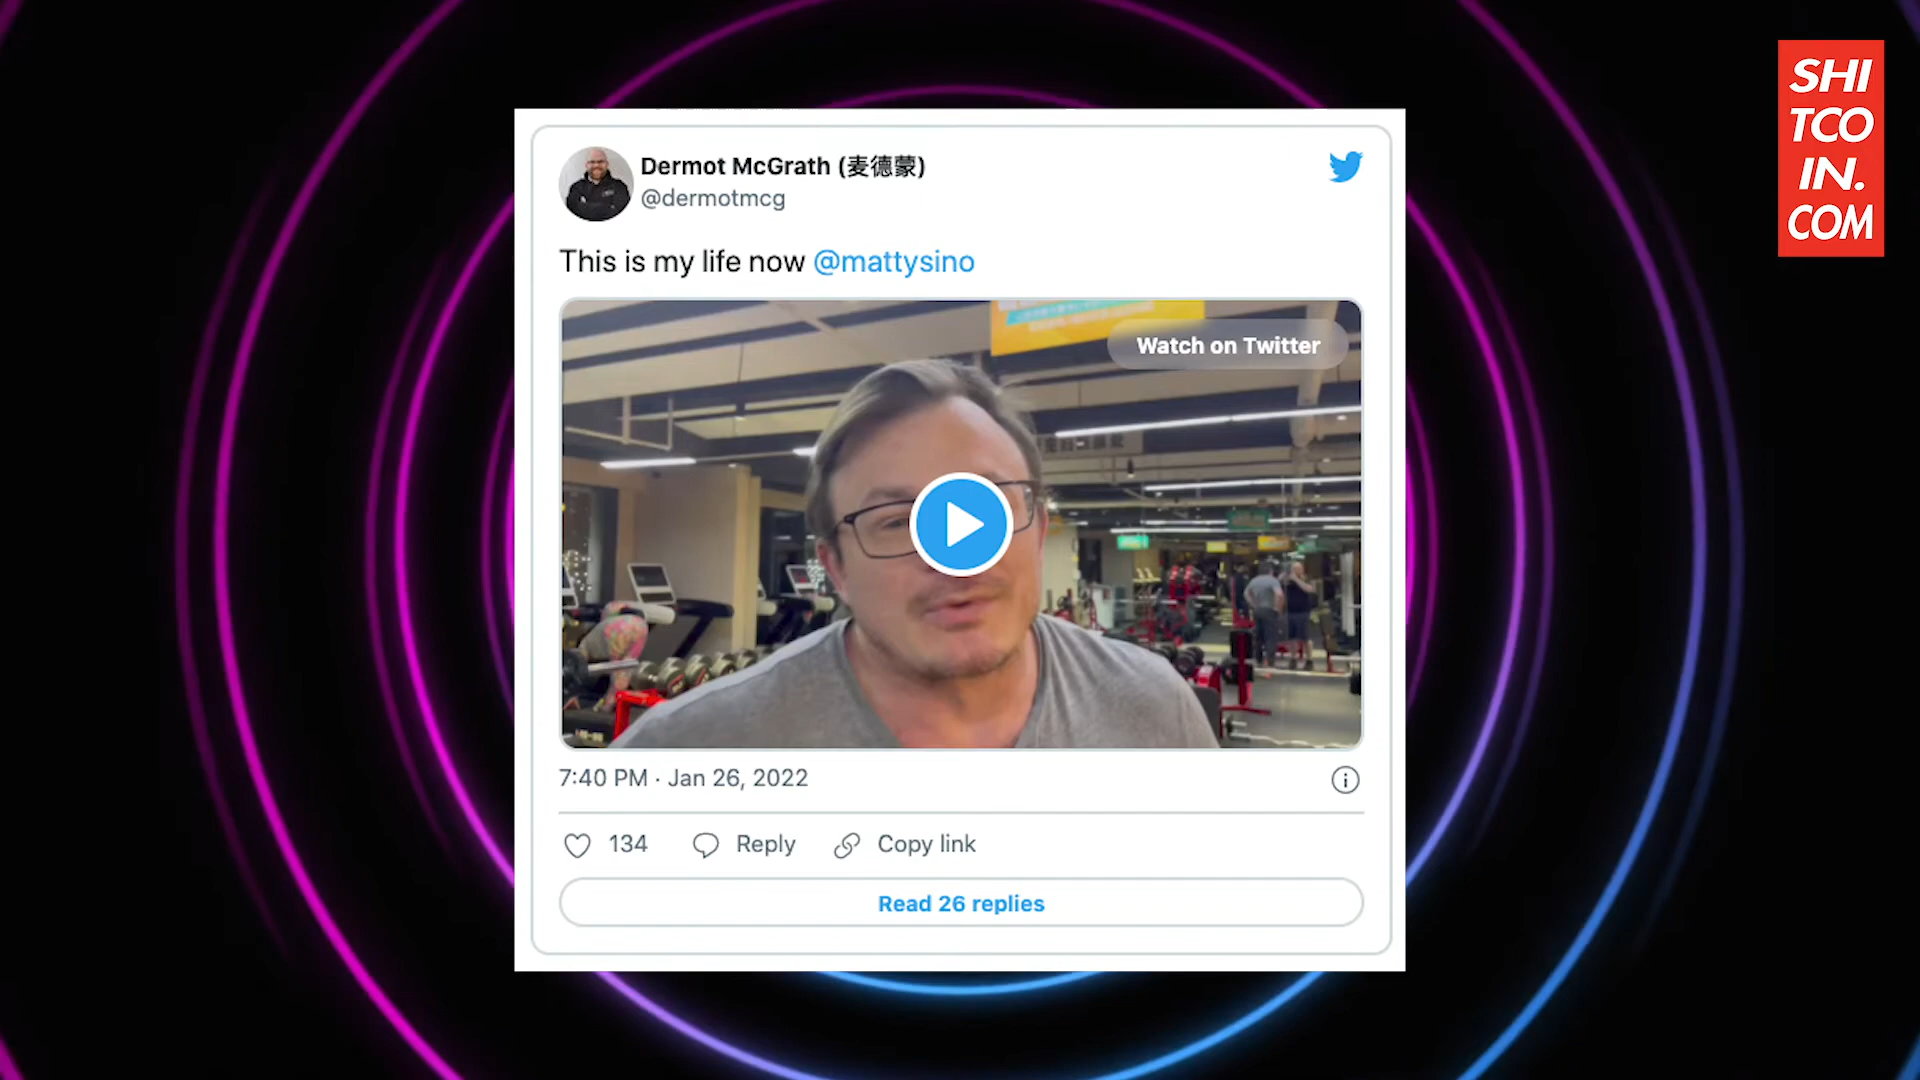 SHI
TCO
IN.
COM
Dermot McGrath (麦德蒙)
@dermotmcg
This is my life now @mattysino
Watch on Twitter
7:40 PM · Jan 26, 2022
134 Reply Copy link
Read 26 replies